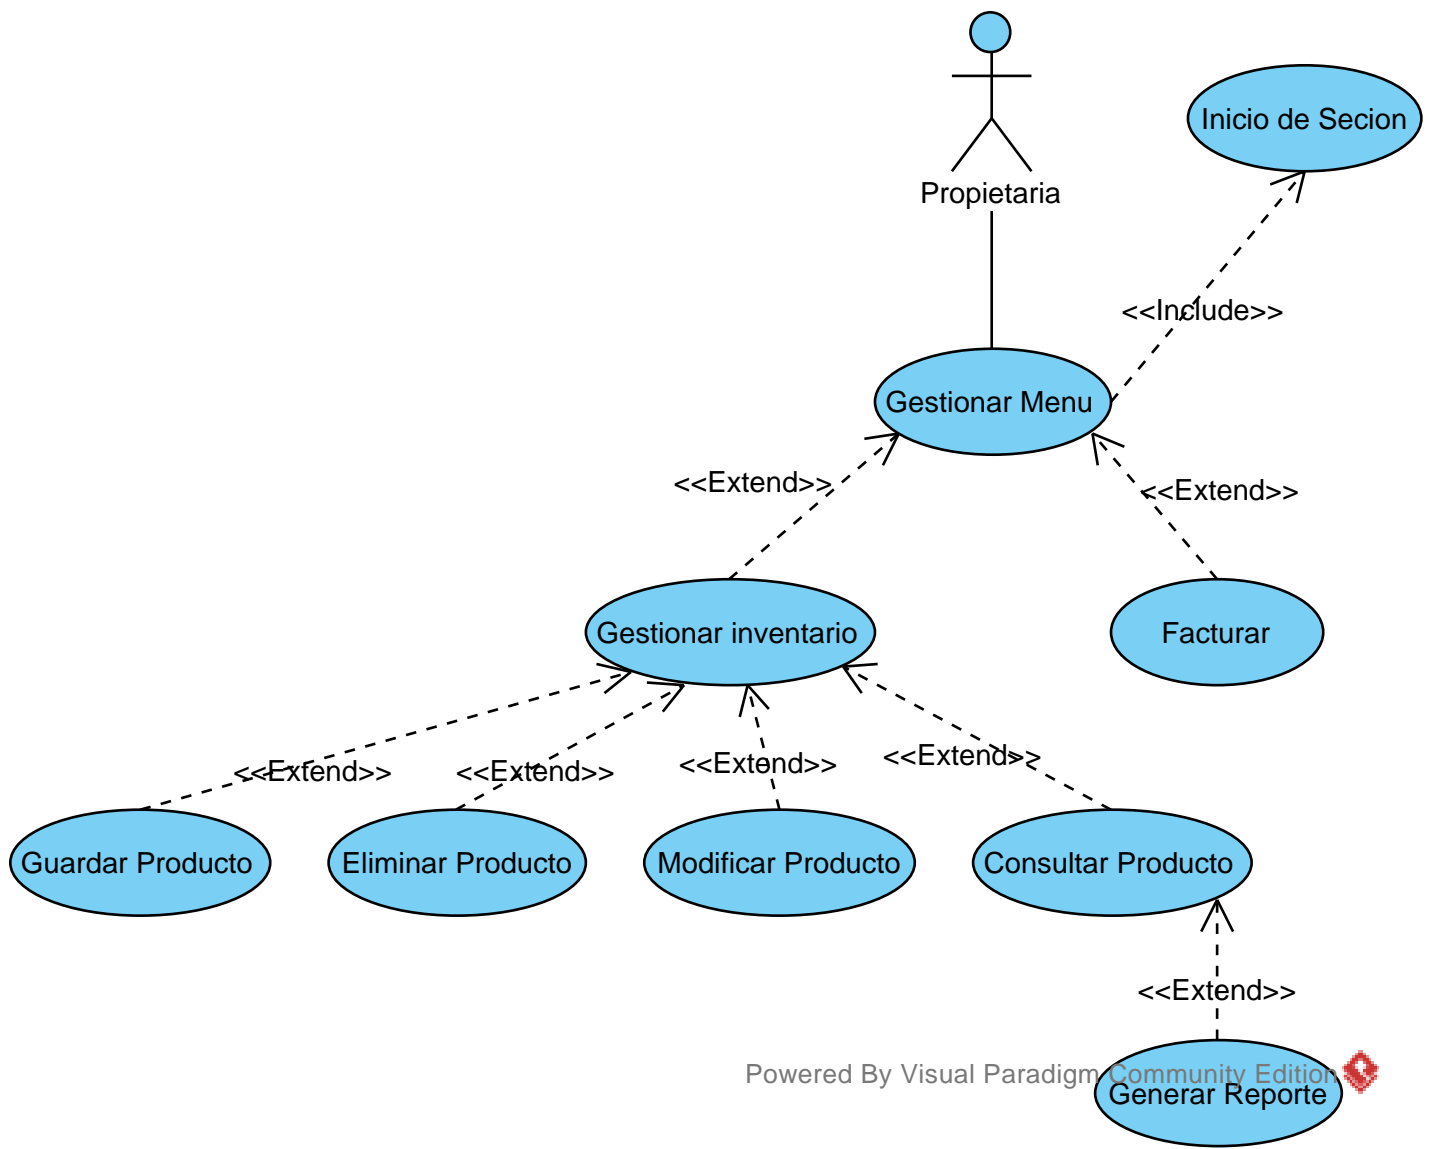 Inicio de Secion
Propietaria
<<Include>>
Gestionar Menu
<<Extend>>
<<Extend>>
Gestionar inventario
Facturar
<<Extend>>
<<Extend>>
<<Extend>>
<<Extend>>
Guardar Producto
Eliminar Producto
Modificar Producto
Consultar Producto
<<Extend>>
Powered By Visual Paradigm Community Edition
Generar Reporte